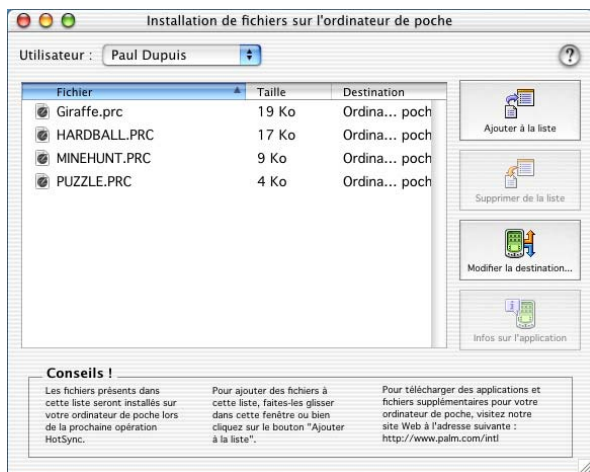 Installation de fichiers sur l'ordinateur de poche
Utilisateur : Paul Dupuis
?
Fichier Taille Destination
Giraffe.prc 19 Ko Ordina... poch
HARDBALL.PRC 17 Ko Ordina... poch
MINEHUNT.PRC 9 Ko Ordina... poch
PUZZLE.PRC 4 Ko Ordina... poch
Ajouter à la liste
Supprimer de la liste
Modifier la destination...
Infos sur l'application
Conseils !
Les fichiers présents dans
cette liste seront installés sur
votre ordinateur de poche lors
de la prochaine opération
HotSync.
Pour ajouter des fichiers à
cette liste, faites-les glisser
dans cette fenêtre ou bien
cliquez sur le bouton "Ajouter
à la liste".
Pour télécharger des applications et
fichiers supplémentaires pour votre
ordinateur de poche, visitez notre
site Web à l'adresse suivante :
http://www.palm.com/intl